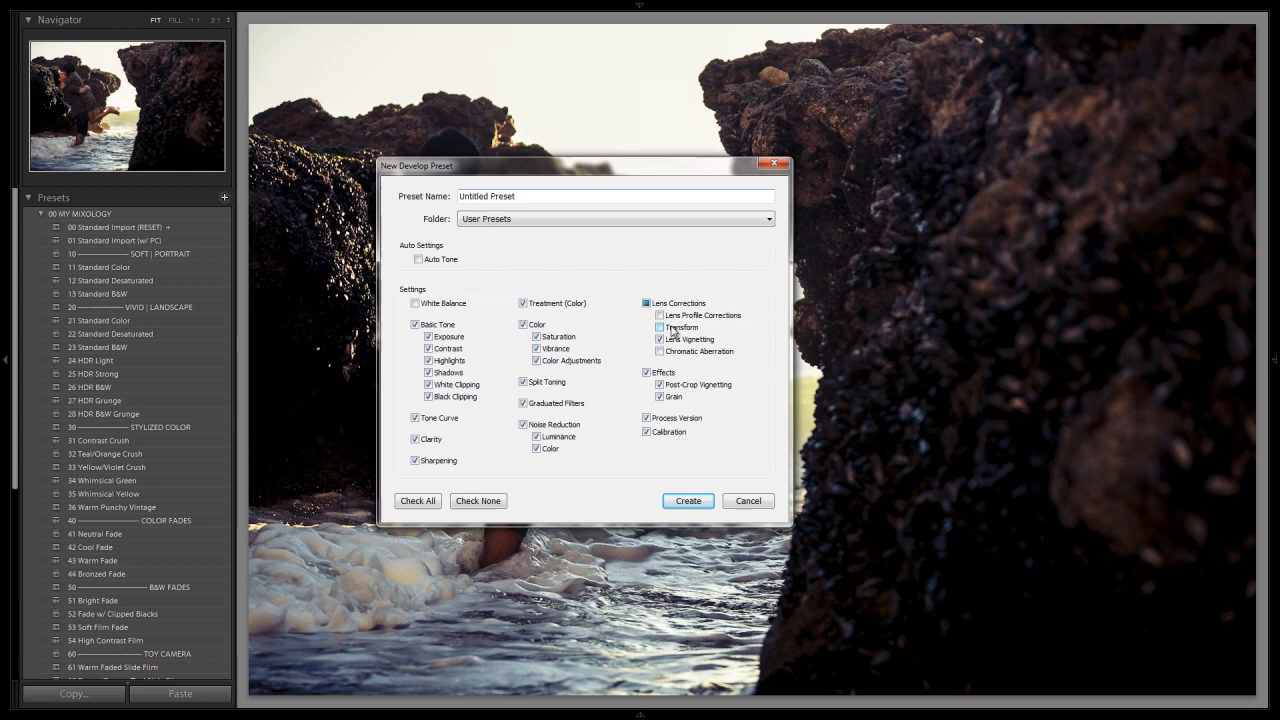 Navigator FIT FILL 1:1 3:1
Presets +
00 MY MIXOLOGY
00 Standard Import (RESET) +
01 Standard Import (w/ PC)
10 ---------------- SOFT | PORTRAIT
11 Standard Color
12 Standard Desaturated
13 Standard B&W
20 ------------- VIVID | LANDSCAPE
21 Standard Color
22 Standard Desaturated
23 Standard B&W
24 HDR Light
25 HDR Strong
26 HDR B&W
27 HDR Grunge
28 HDR B&W Grunge
30 ---------------- STYLIZED COLOR
31 Contrast Crush
32 Teal/Orange Crush
33 Yellow/Violet Crush
34 Whimsical Green
35 Whimsical Yellow
36 Warm Punchy Vintage
40 ------------------- COLOR FADES
41 Neutral Fade
42 Cool Fade
43 Warm Fade
44 Bronzed Fade
50 --------------------- B&W FADES
51 Bright Fade
52 Fade w/ Clipped Blacks
53 Soft Film Fade
54 High Contrast Film
60 ------------------- TOY CAMERA
61 Warm Faded Slide Film
Copy... Paste
New Develop Preset
Preset Name: Untitled Preset
Folder: User Presets
Auto Settings
Auto Tone
Settings
White Balance
Basic Tone
Exposure
Contrast
Highlights
Shadows
White Clipping
Black Clipping
Tone Curve
Clarity
Sharpening
Treatment (Color)
Color
Saturation
Vibrance
Color Adjustments
Split Toning
Graduated Filters
Noise Reduction
Luminance
Color
Lens Corrections
Lens Profile Corrections
Transform
Lens Vignetting
Chromatic Aberration
Effects
Post-Crop Vignetting
Grain
Process Version
Calibration
Check All Check None Create Cancel